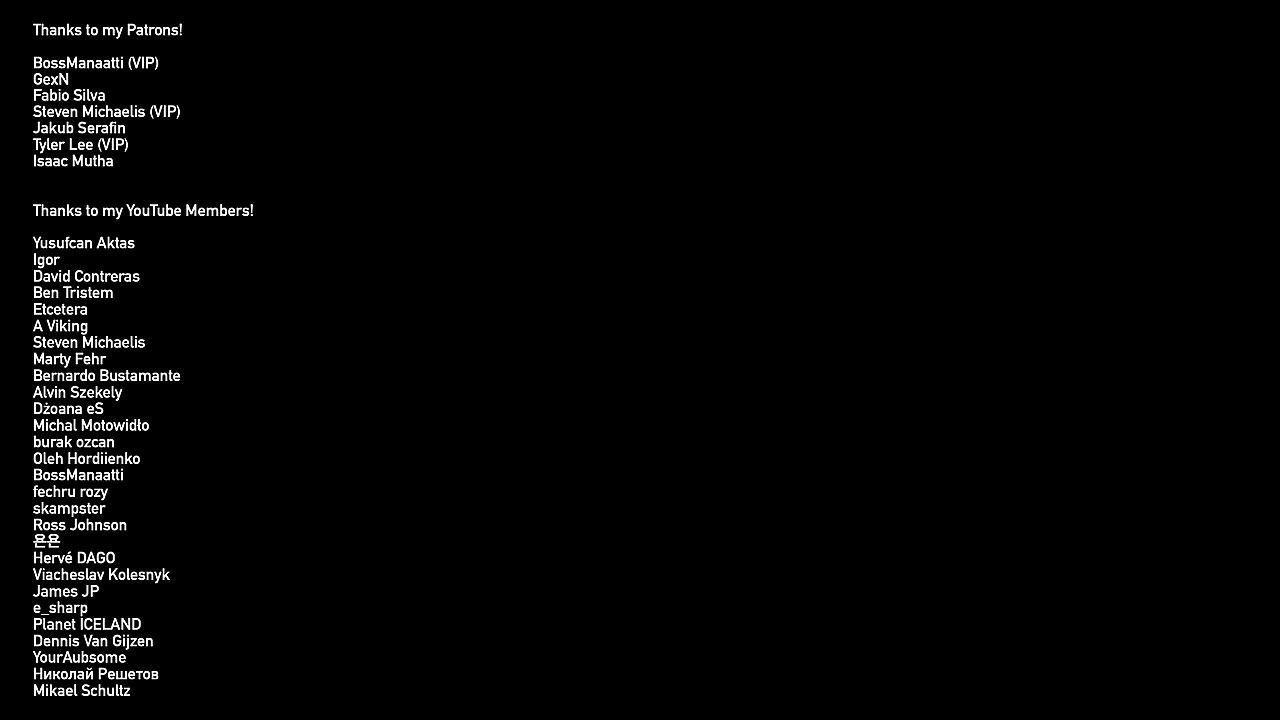 Thanks to my Patrons!
BossManaatti (VIP)
GexN
Fabio Silva
Steven Michaelis (VIP)
Jakub Serafin
Tyler Lee (VIP)
Isaac Mutha
Thanks to my YouTube Members!
Yusufcan Aktas
Igor
David Contreras
Ben Tristem
Etcetera
A Viking
Steven Michaelis
Marty Fehr
Bernardo Bustamante
Alvin Szekely
Dżoana eS
Michal Motowidło
burak ozcan
Oleh Hordiienko
BossManaatti
fechru rozy
skampster
Ross Johnson
은은
Hervé DAGO
Viacheslav Kolesnyk
James JP
e_sharp
Planet ICELAND
Dennis Van Gijzen
YourAubsome
Николай Решетов
Mikael Schultz